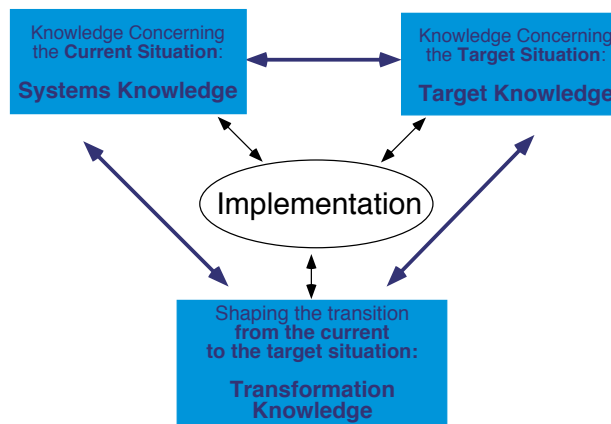 Knowledge Concerning
the Current Situation:
Systems Knowledge
Knowledge Concerning
the Target Situation:
Target Knowledge
Implementation
Shaping the transition
from the current
to the target situation:
Transformation
Knowledge